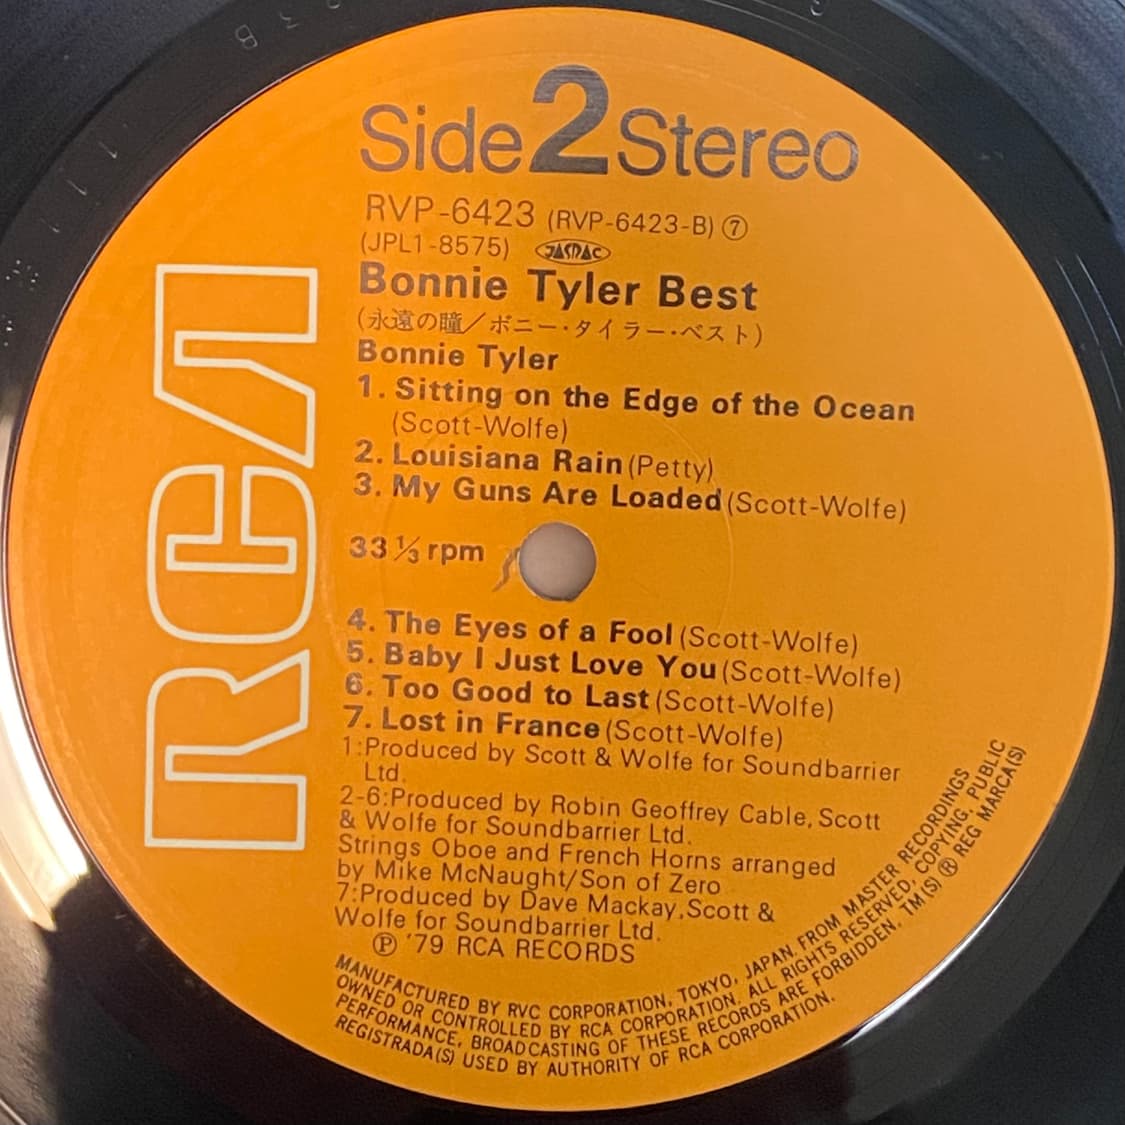 Side 2 Stereo
RVP-6423 (RVP-6423-B) ⑦
(JPL1-8575) JASRAC
Bonnie Tyler Best
(永遠の瞳/ボニー・タイラー・ベスト)
Bonnie Tyler
1. Sitting on the Edge of the Ocean
(Scott-Wolfe)
2. Louisiana Rain (Petty)
3. My Guns Are Loaded (Scott-Wolfe)
33 1/3 rpm
4. The Eyes of a Fool (Scott-Wolfe)
5. Baby I Just Love You (Scott-Wolfe)
6. Too Good to Last (Scott-Wolfe)
7. Lost in France (Scott-Wolfe)
1:Produced by Scott & Wolfe for Soundbarrier
Ltd.
2-6:Produced by Robin Geoffrey Cable, Scott
& Wolfe for Soundbarrier Ltd.
Strings Oboe and French Horns arranged
by Mike McNaught/Son of Zero
7:Produced by Dave Mackay, Scott &
Wolfe for Soundbarrier Ltd.
Ⓟ '79 RCA RECORDS
MANUFACTURED BY RVC CORPORATION, TOKYO, JAPAN. FROM MASTER RECORDINGS
OWNED OR CONTROLLED BY RCA CORPORATION. ALL RIGHTS RESERVED, COPYING, PUBLIC
PERFORMANCE, BROADCASTING OF THESE RECORDS ARE FORBIDDEN. TM(S) ® REG MARCA(S)
REGISTRADA(S) USED BY AUTHORITY OF RCA CORPORATION.
RCA